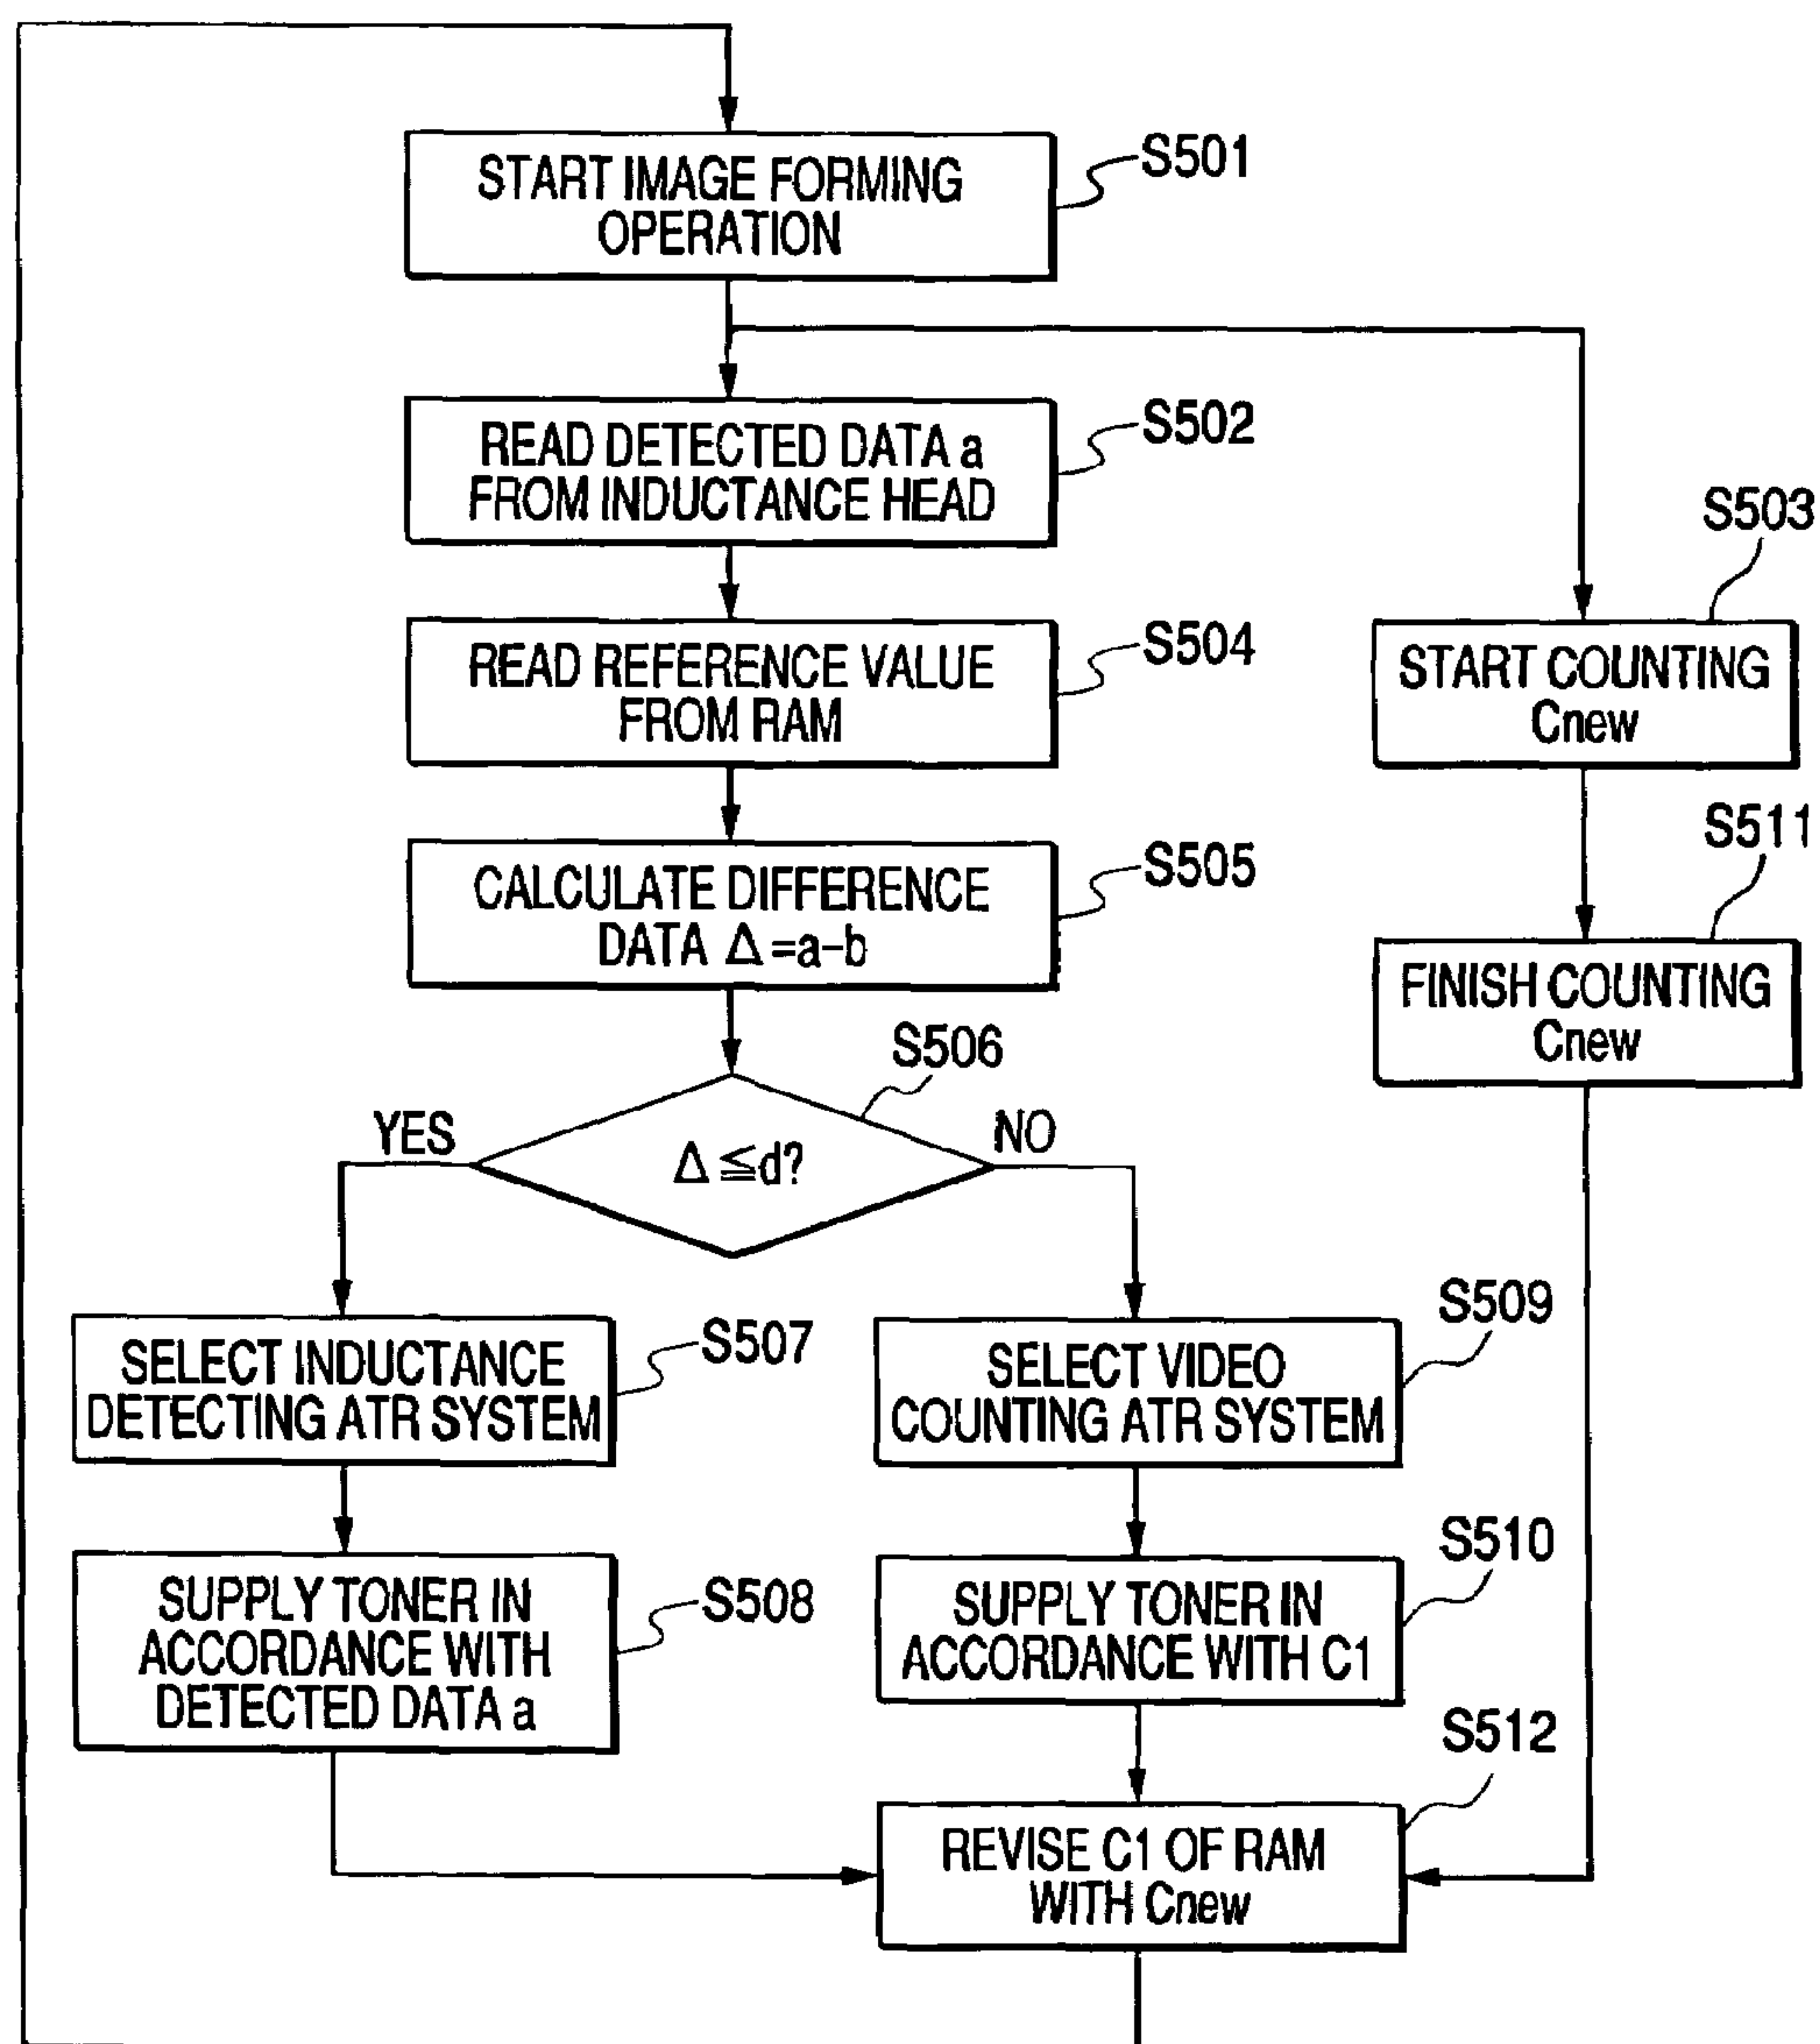 START IMAGE FORMING
OPERATION
S501
READ DETECTED DATA a
FROM INDUCTANCE HEAD
S502
S503
START COUNTING
Cnew
READ REFERENCE VALUE
FROM RAM
S504
CALCULATE DIFFERENCE
DATA Δ=a-b
S505
S511
FINISH COUNTING
Cnew
S506
YES
Δ≦d?
NO
SELECT INDUCTANCE
DETECTING ATR SYSTEM
S507
SELECT VIDEO
COUNTING ATR SYSTEM
S509
SUPPLY TONER IN
ACCORDANCE WITH
DETECTED DATA a
S508
SUPPLY TONER IN
ACCORDANCE WITH C1
S510
S512
REVISE C1 OF RAM
WITH Cnew